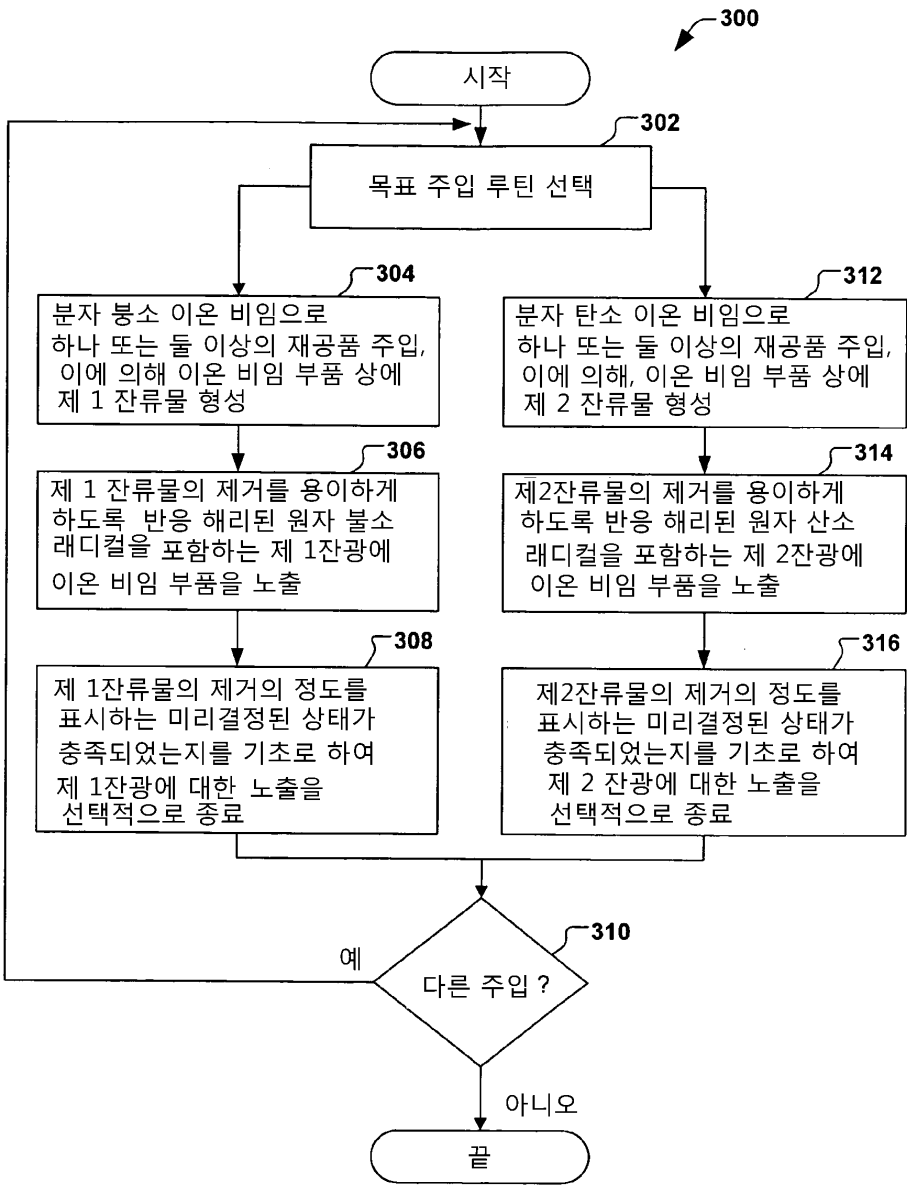 300
시작
302
목표 주입 루틴 선택
304
분자 붕소 이온 비임으로
하나 또는 둘 이상의 재공품 주입,
이에 의해 이온 비임 부품 상에
제 1 잔류물 형성
312
분자 탄소 이온 비임으로
하나 또는 둘 이상의 재공품 주입,
이에 의해, 이온 비임 부품 상에
제 2 잔류물 형성
306
제 1 잔류물의 제거를 용이하게
하도록 반응 해리된 원자 불소
래디컬을 포함하는 제 1잔광에
이온 비임 부품을 노출
314
제2잔류물의 제거를 용이하게
하도록 반응 해리된 원자 산소
래디컬을 포함하는 제 2잔광에
이온 비임 부품을 노출
308
제 1잔류물의 제거의 정도를
표시하는 미리결정된 상태가
충족되었는지를 기초로 하여
제 1잔광에 대한 노출을
선택적으로 종료
316
제2잔류물의 제거의 정도를
표시하는 미리결정된 상태가
충족되었는지를 기초로 하여
제 2 잔광에 대한 노출을
선택적으로 종료
310
예
다른 주입 ?
아니오
끝